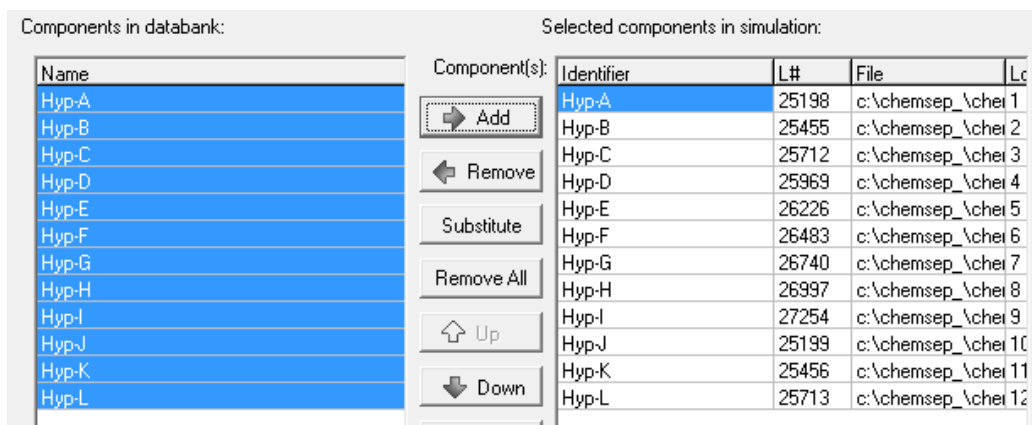 Components in databank:
Selected components in simulation:
Name
Hyp-A
Hyp-B
Hyp-C
Hyp-D
Hyp-E
Hyp-F
Hyp-G
Hyp-H
Hyp-I
Hyp-J
Hyp-K
Hyp-L
Component(s):
Add
Remove
Substitute
Remove All
Up
Down
Identifier L# File Lo
Hyp-A 25198 c:\chemsep_\che 1
Hyp-B 25455 c:\chemsep_\che 2
Hyp-C 25712 c:\chemsep_\che 3
Hyp-D 25969 c:\chemsep_\che 4
Hyp-E 26226 c:\chemsep_\che 5
Hyp-F 26483 c:\chemsep_\che 6
Hyp-G 26740 c:\chemsep_\che 7
Hyp-H 26997 c:\chemsep_\che 8
Hyp-I 27254 c:\chemsep_\che 9
Hyp-J 25199 c:\chemsep_\che 10
Hyp-K 25456 c:\chemsep_\che 11
Hyp-L 25713 c:\chemsep_\che 12